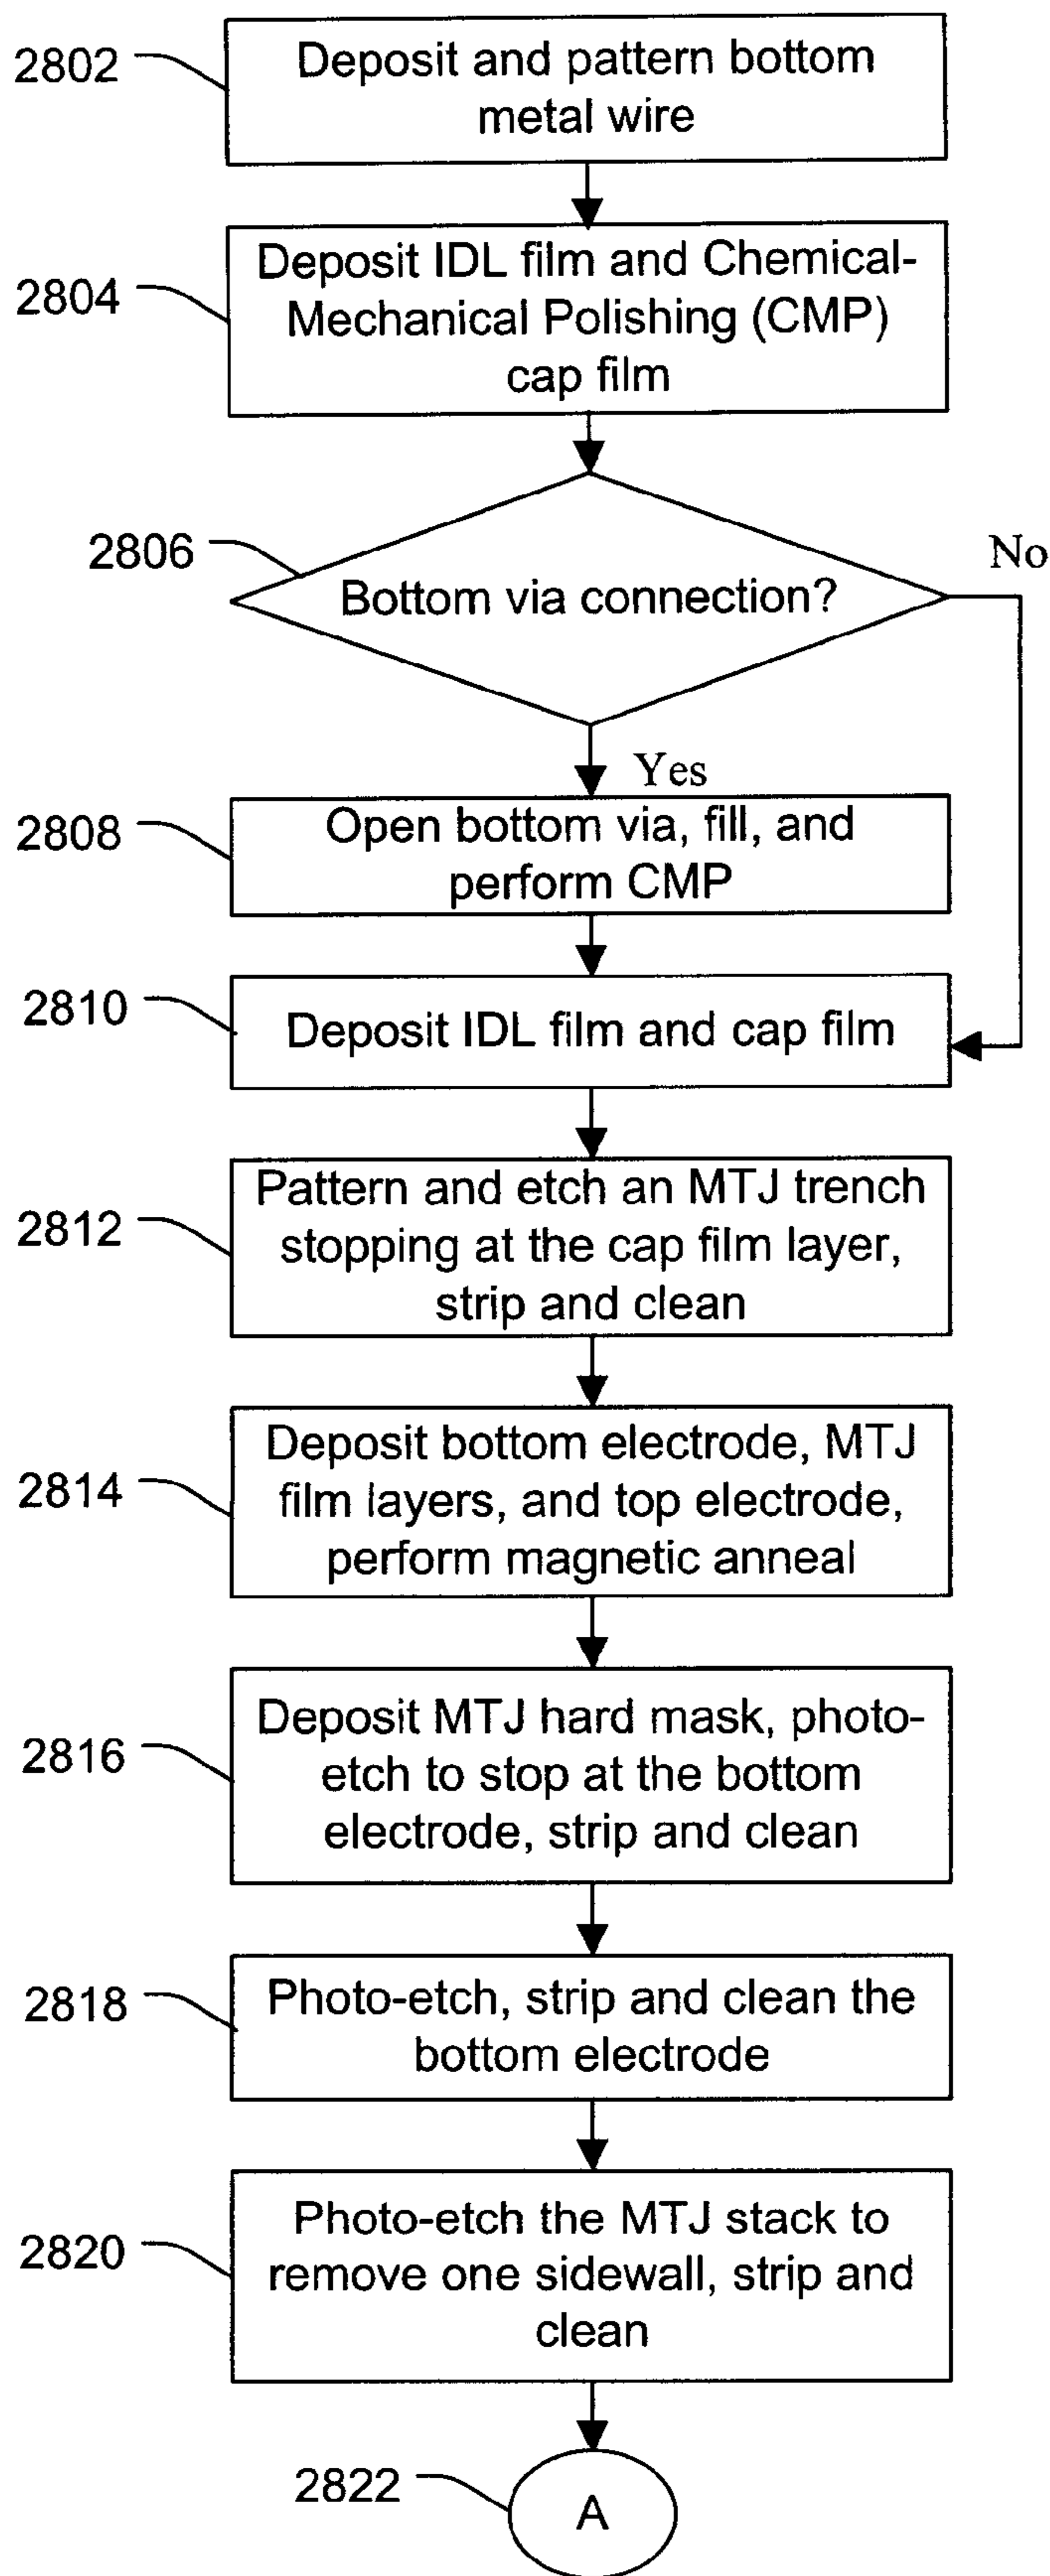 2802
Deposit and pattern bottom
metal wire
2804
Deposit IDL film and Chemical-
Mechanical Polishing (CMP)
cap film
2806
Bottom via connection?
No
Yes
2808
Open bottom via, fill, and
perform CMP
2810
Deposit IDL film and cap film
2812
Pattern and etch an MTJ trench
stopping at the cap film layer,
strip and clean
2814
Deposit bottom electrode, MTJ
film layers, and top electrode,
perform magnetic anneal
2816
Deposit MTJ hard mask, photo-
etch to stop at the bottom
electrode, strip and clean
2818
Photo-etch, strip and clean the
bottom electrode
2820
Photo-etch the MTJ stack to
remove one sidewall, strip and
clean
2822
A